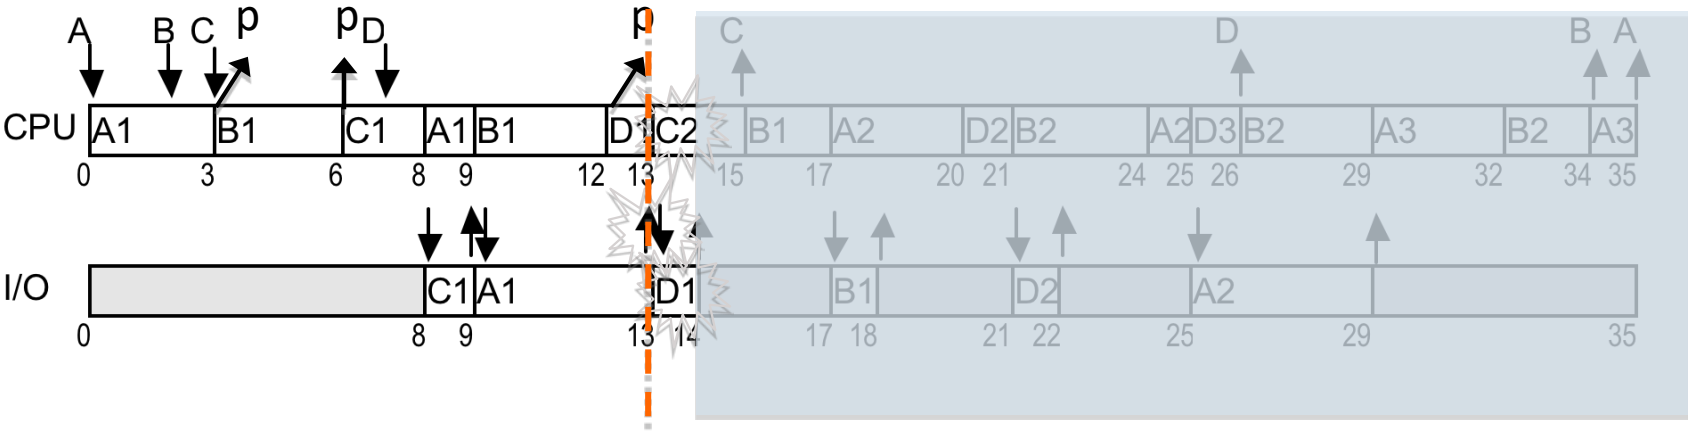 p p p
A B C D C D B A
CPU A1 B1 C1 A1 B1 D1 C2 B1 A2 D2 B2 A2 D3 B2 A3 B2 A3
0 3 6 8 9 12 13 15 17 20 21 24 25 26 29 32 34 35
I/O C1 A1 D1 B1 D2 A2
0 8 9 13 14 17 18 21 22 25 29 35